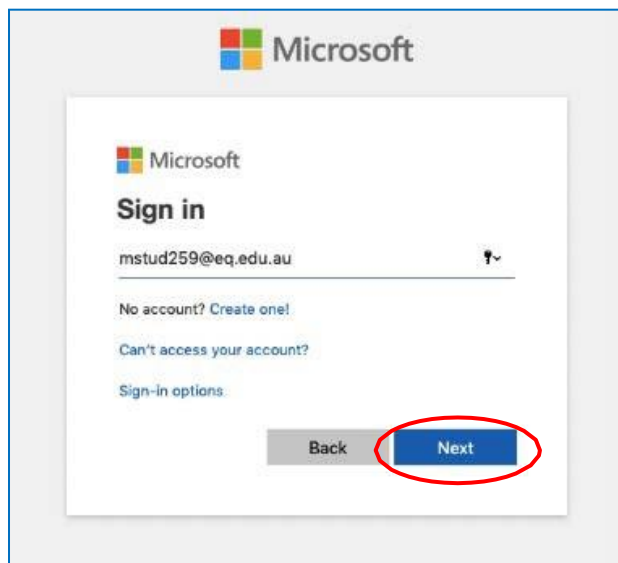 Microsoft
Microsoft
Sign in
mstud259@eq.edu.au
No account? Create one!
Can't access your account?
Sign-in options
Back Next